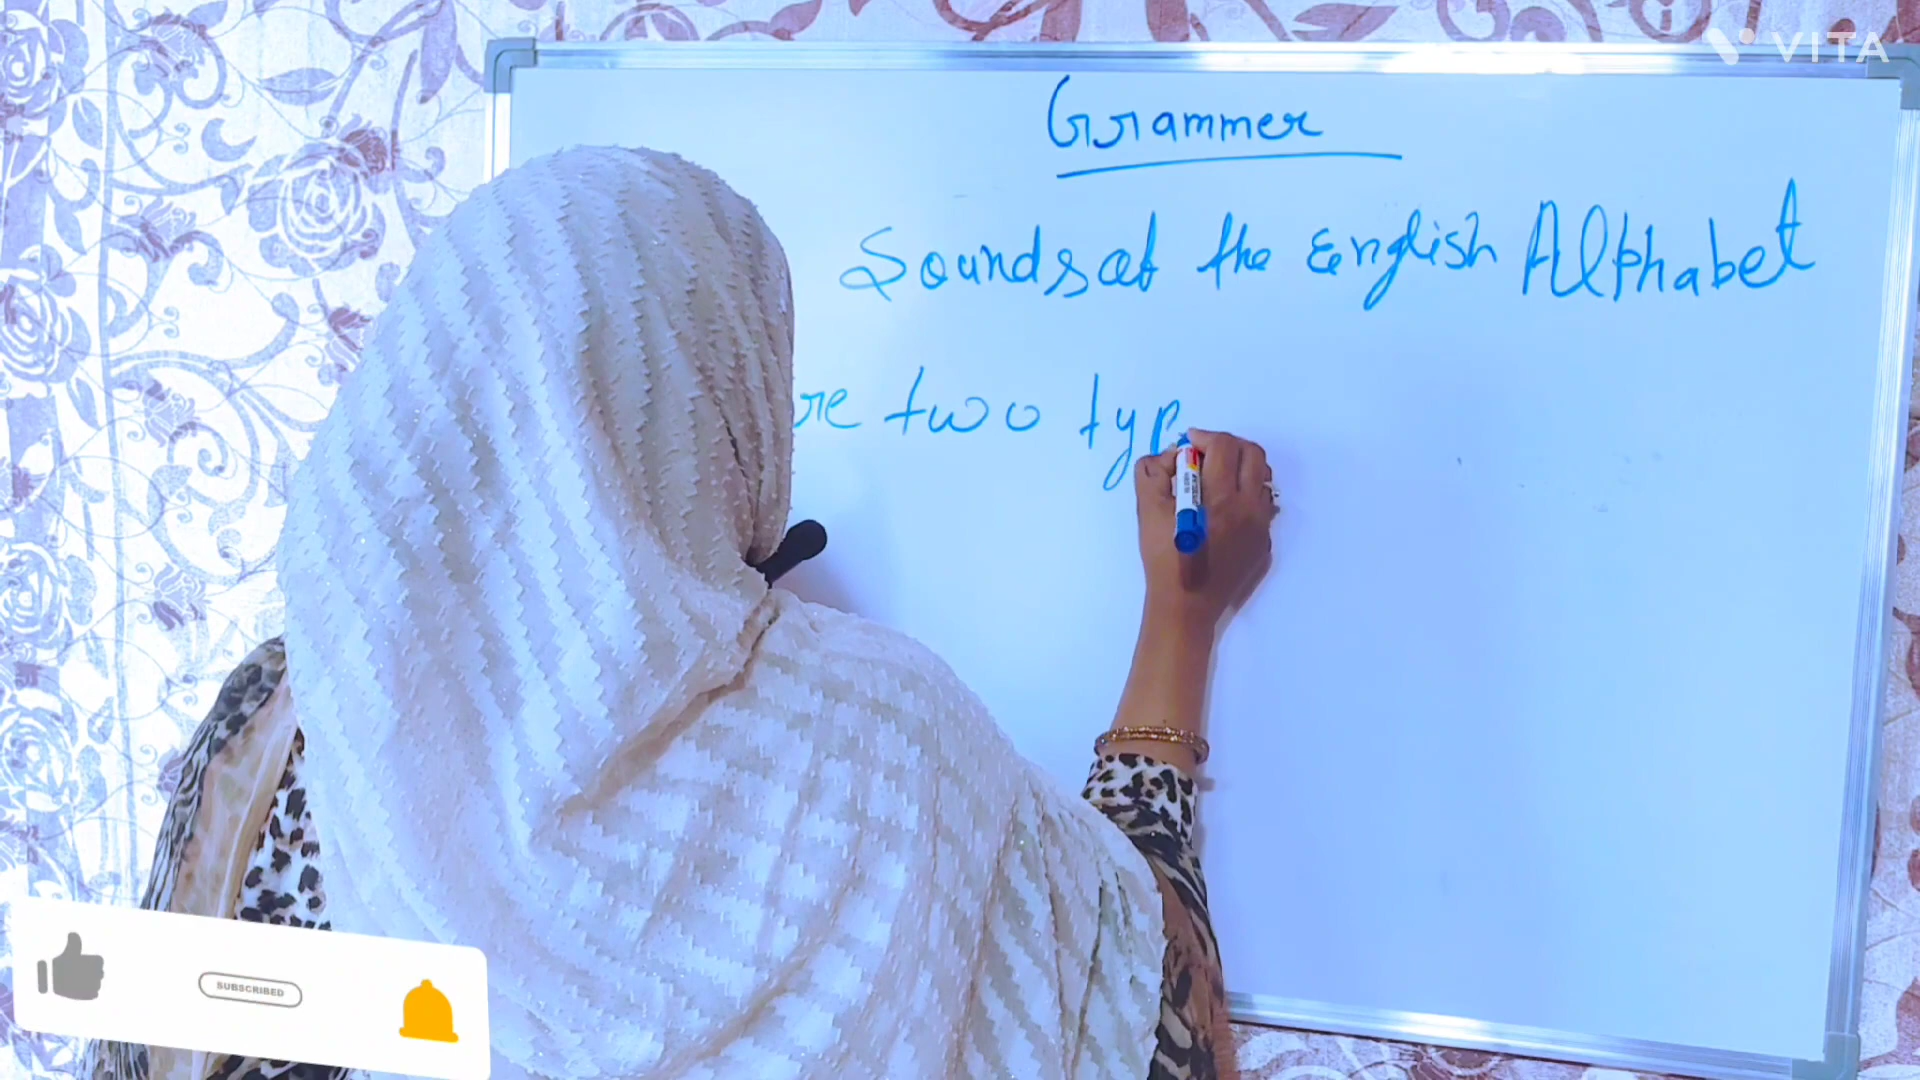 VITA
Grammer
Sounds of the English Alphabet
re two typ
SUBSCRIBED